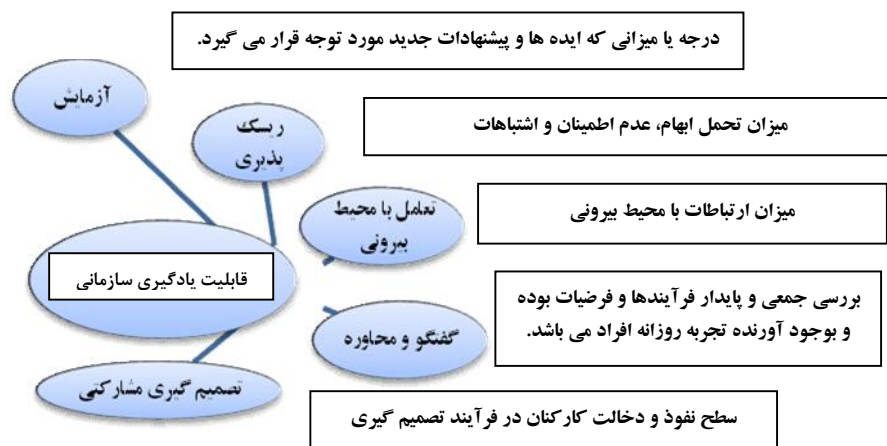 درجه یا میزانی که ایده ها و پیشنهادات جدید مورد توجه قرار می گیرد.
آزمایش
ریسک
پذیری
میزان تحمل ابهام، عدم اطمینان و اشتباهات
تعامل با محیط
بیرونی
میزان ارتباطات با محیط بیرونی
قابلیت یادگیری سازمانی
گفتگو و محاوره
بررسی جمعی و پایدار فرآیندها و فرضیات بوده
و بوجود آورنده تجربه روزانه افراد می باشد.
تصمیم گیری مشارکتی
سطح نفوذ و دخالت کارکنان در فرآیند تصمیم گیری